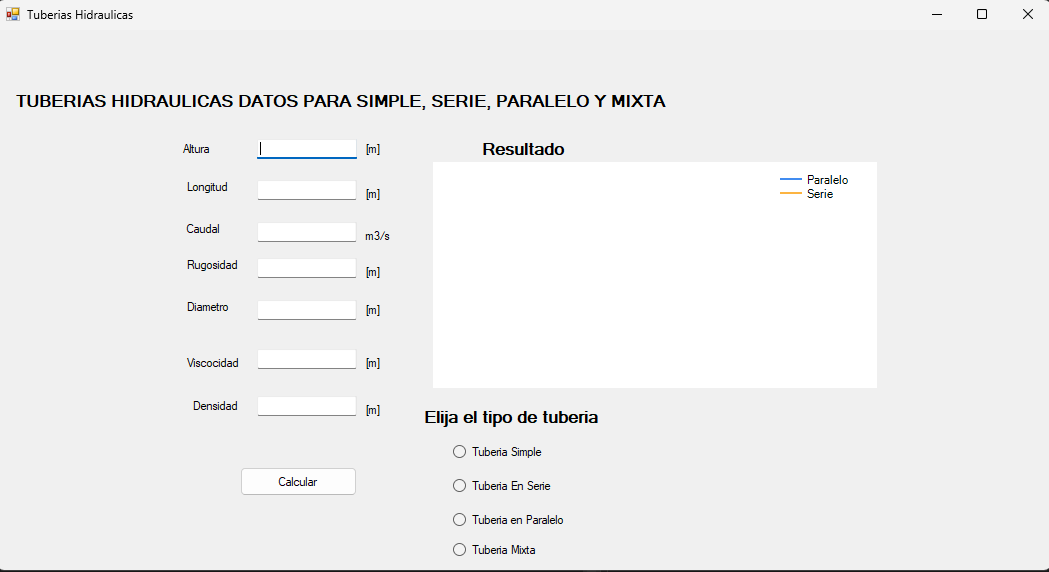 Tuberias Hidraulicas
TUBERIAS HIDRAULICAS DATOS PARA SIMPLE, SERIE, PARALELO Y MIXTA
Altura [m]
Longitud [m]
Caudal m3/s
Rugosidad [m]
Diametro [m]
Viscocidad [m]
Densidad [m]
Calcular
Resultado
Paralelo
Serie
Elija el tipo de tuberia
Tuberia Simple
Tuberia En Serie
Tuberia en Paralelo
Tuberia Mixta